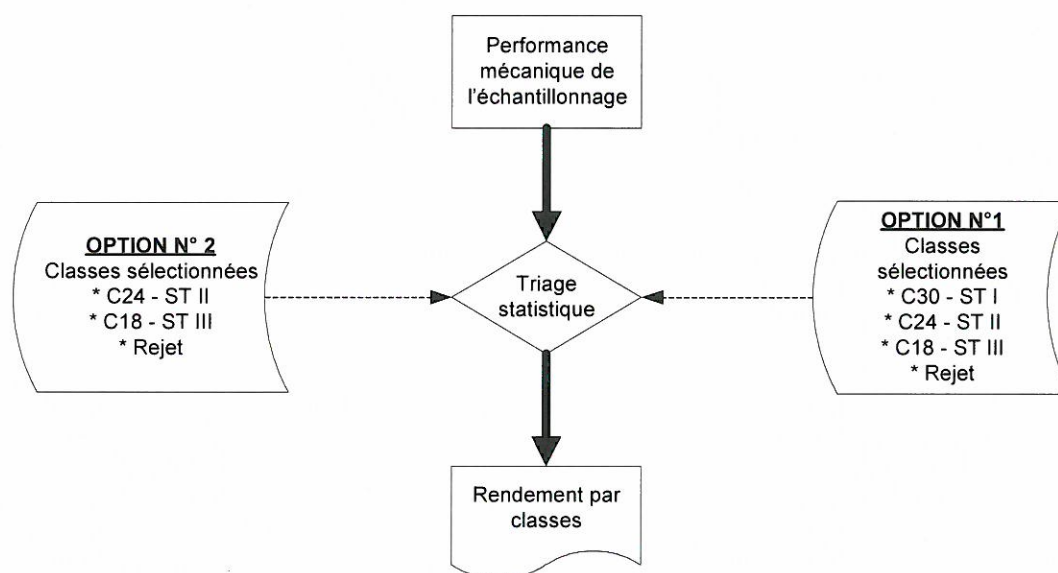 Performance
mécanique de
l'échantillonnage
OPTION N° 2
Classes sélectionnées
* C24 - ST II
* C18 - ST III
* Rejet
Triage
statistique
OPTION N°1
Classes
sélectionnées
* C30 - ST I
* C24 - ST II
* C18 - ST III
* Rejet
Rendement par
classes